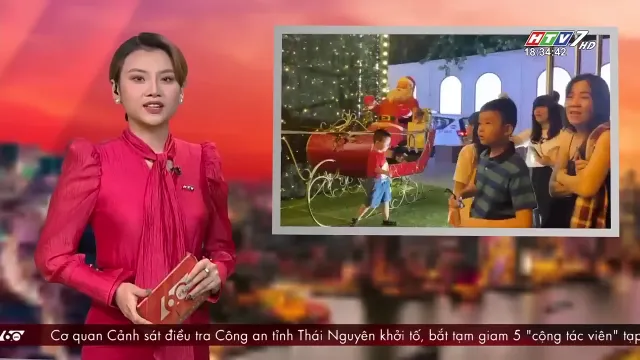 HTV7 HD
18:34:42
60
Cơ quan Cảnh sát điều tra Công an tỉnh Thái Nguyên khởi tố, bắt tạm giam 5 "cộng tác viên" tạp